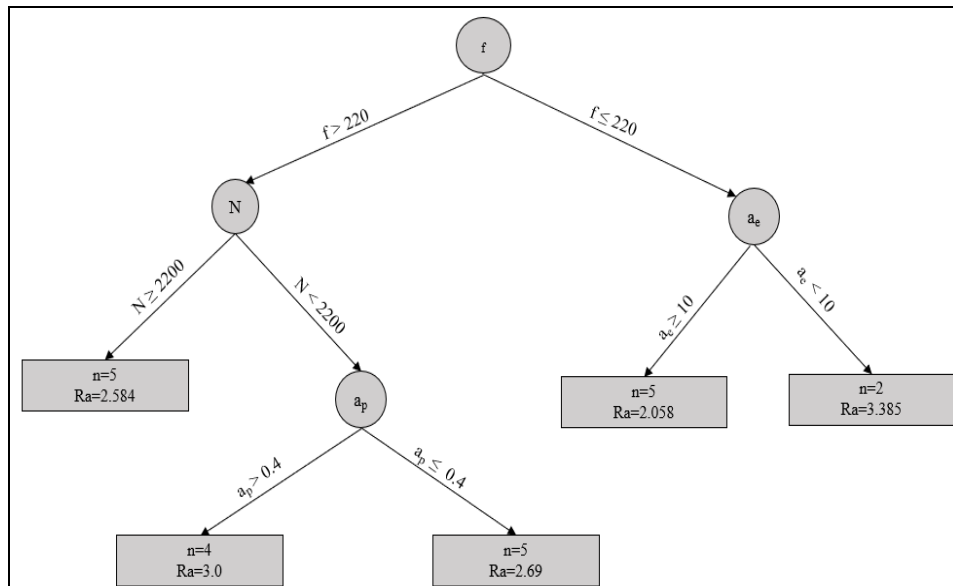 f
f > 220
f ≤ 220
N
aₑ
N ≥ 2200
N < 2200
aₑ ≥ 10
aₑ < 10
n=5
Ra=2.584
aₚ
n=5
Ra=2.058
n=2
Ra=3.385
aₚ > 0.4
aₚ ≤ 0.4
n=4
Ra=3.0
n=5
Ra=2.69